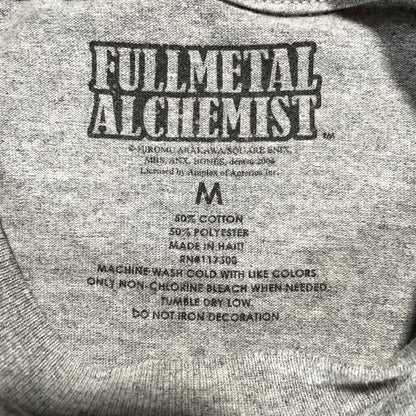 FULLMETAL
ALCHEMIST
TM
© HIROMU ARAKAWA/SQUARE ENIX,
MBS, ANX, BONES, dentsu 2004
Licensed by Aniplex of America Inc.
M
50% COTTON
50% POLYESTER
MADE IN HAITI
RN#117300
MACHINE WASH COLD WITH LIKE COLORS
ONLY NON-CHLORINE BLEACH WHEN NEEDED
TUMBLE DRY LOW
DO NOT IRON DECORATION